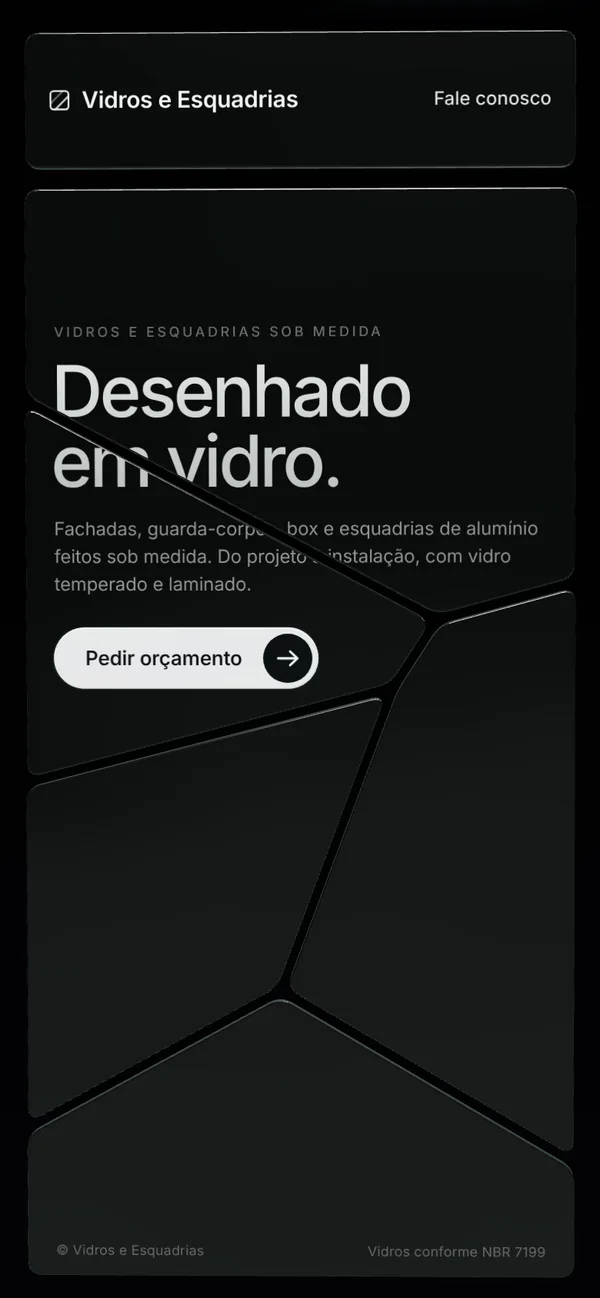 Vidros e Esquadrias
Fale conosco
VIDROS E ESQUADRIAS SOB MEDIDA
Desenhado
em vidro.
Fachadas, guarda-corpo, box e esquadrias de alumínio
feitos sob medida. Do projeto à instalação, com vidro
temperado e laminado.
Pedir orçamento
© Vidros e Esquadrias
Vidros conforme NBR 7199